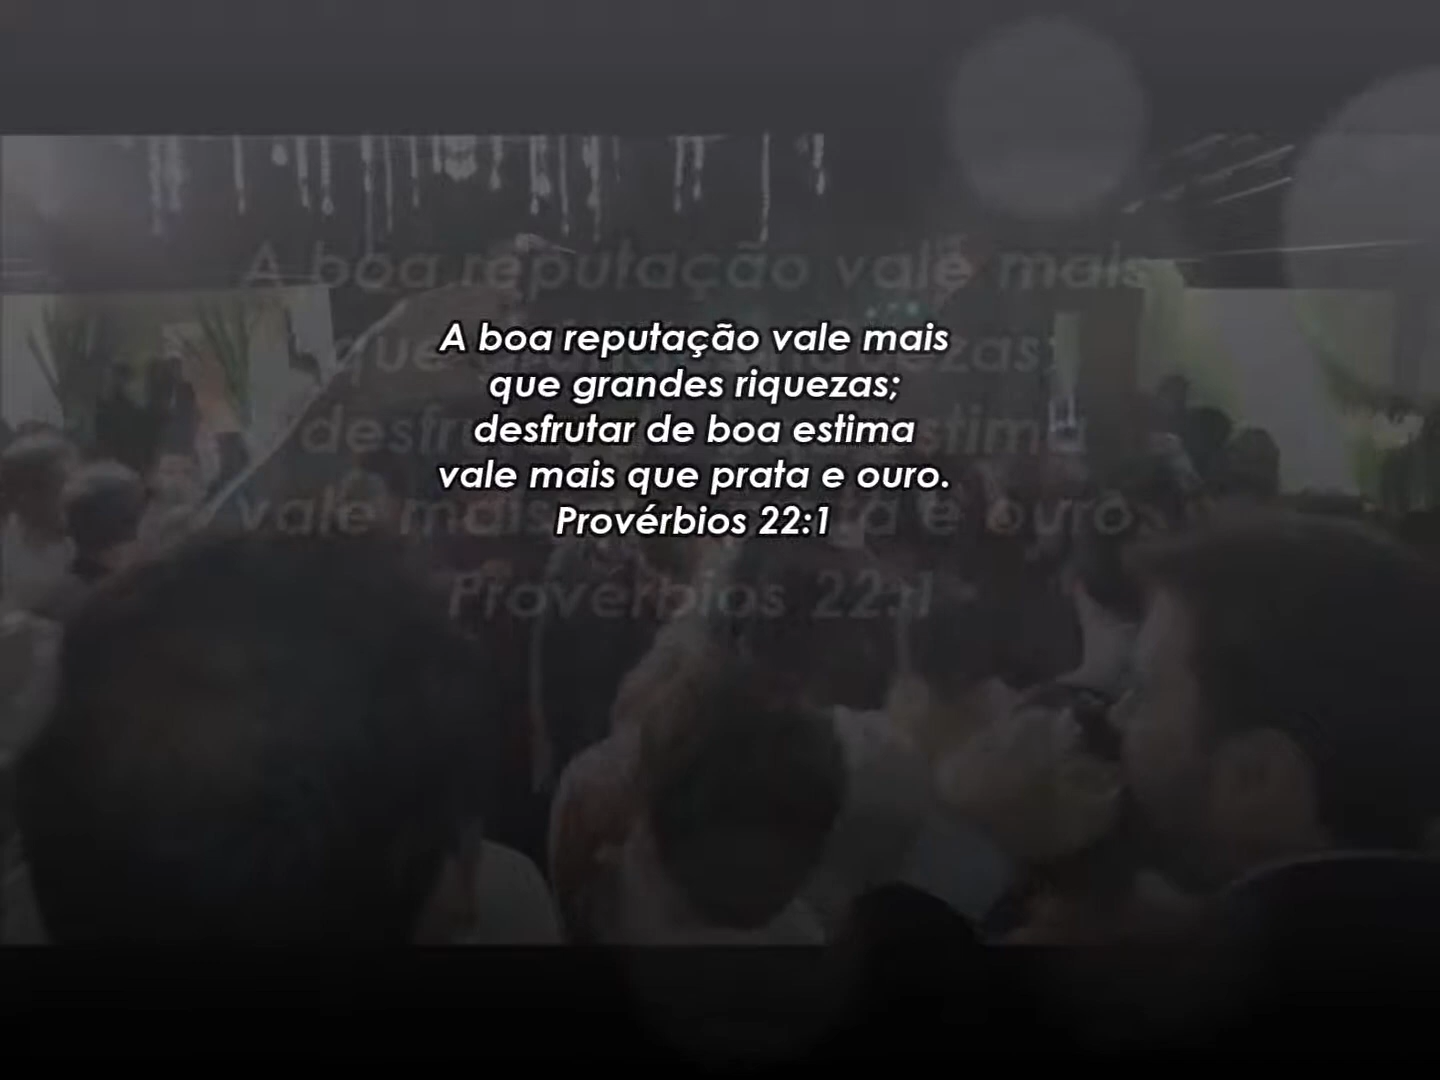 A boa reputação vale mais
que grandes riquezas;
desfrutar de boa estima
vale mais que prata e ouro.
Provérbios 22:1